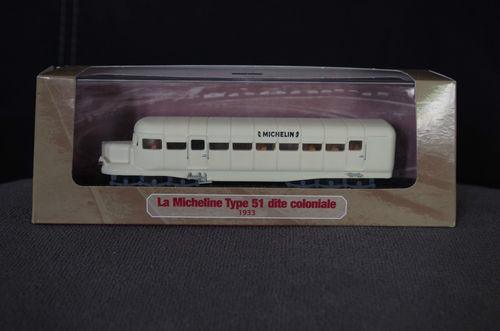 MICHELIN
La Micheline Type 51 dite coloniale
1933